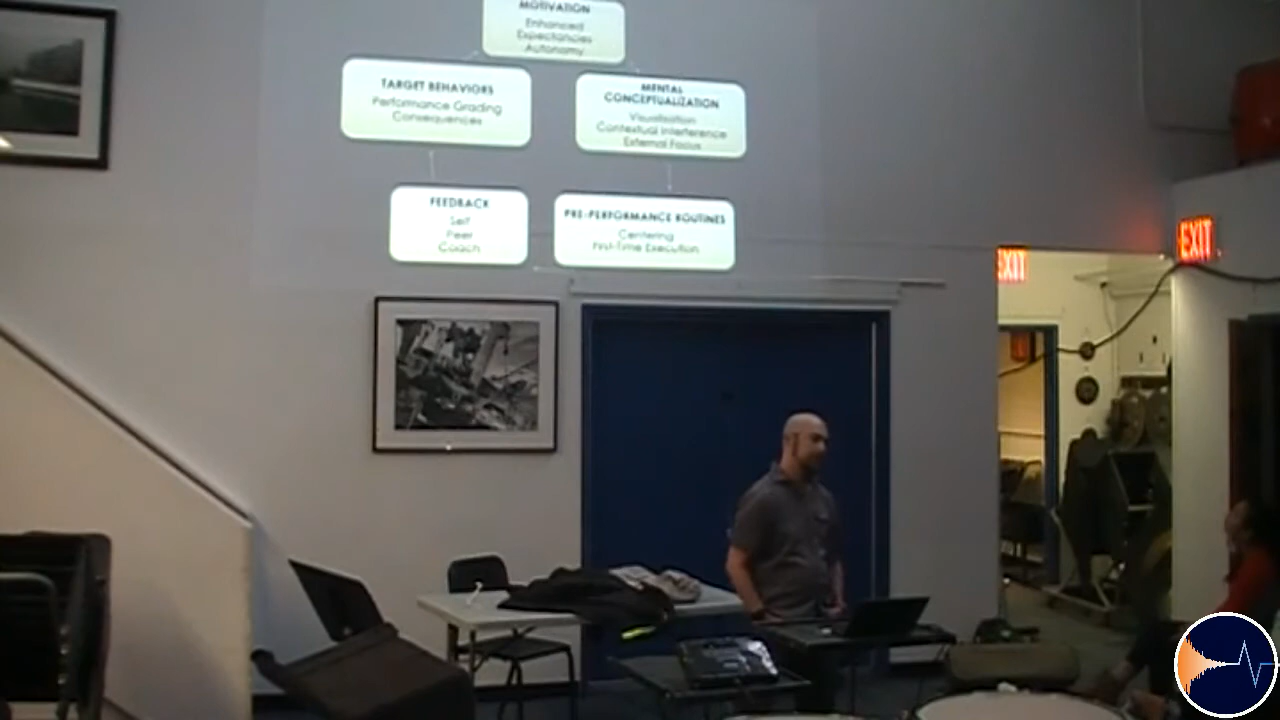 MOTIVATION
Enhanced
Expectancies
Autonomy
TARGET BEHAVIORS
Performance Grading
Consequences
MENTAL
CONCEPTUALIZATION
Visualization
Contextual Interference
External Focus
FEEDBACK
Self
Peer
Coach
PRE-PERFORMANCE ROUTINES
Centering
First-Time Execution
EXIT
EXIT